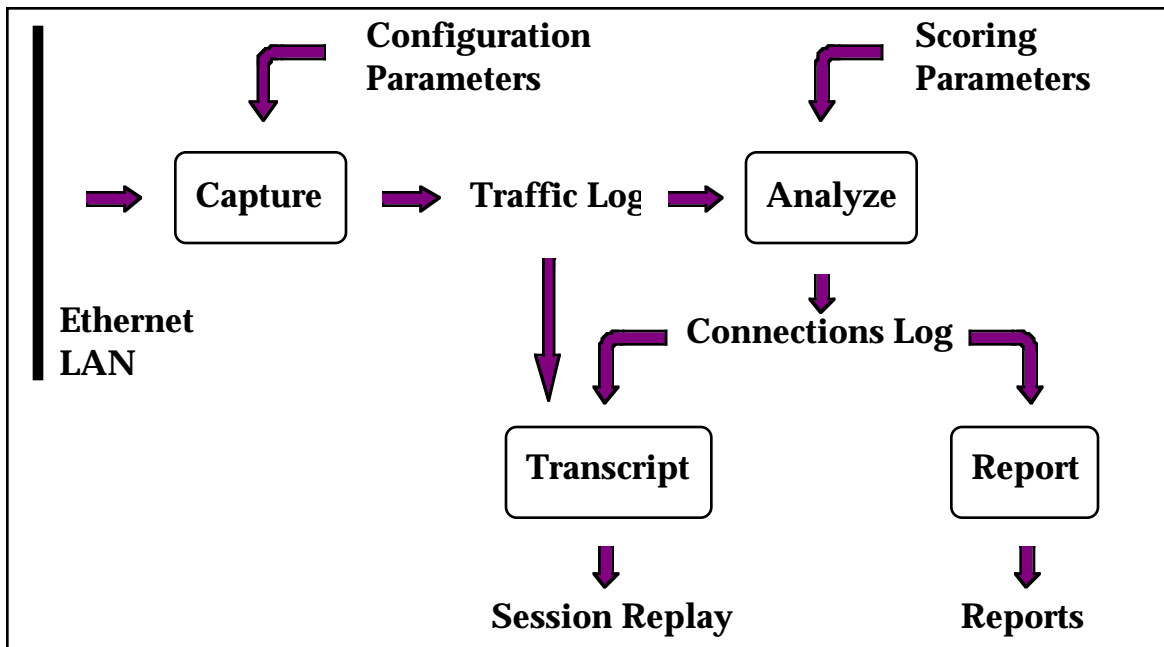 Configuration
Parameters
Scoring
Parameters
Capture
Traffic Log
Analyze
Ethernet
LAN
Connections Log
Transcript
Report
Session Replay
Reports